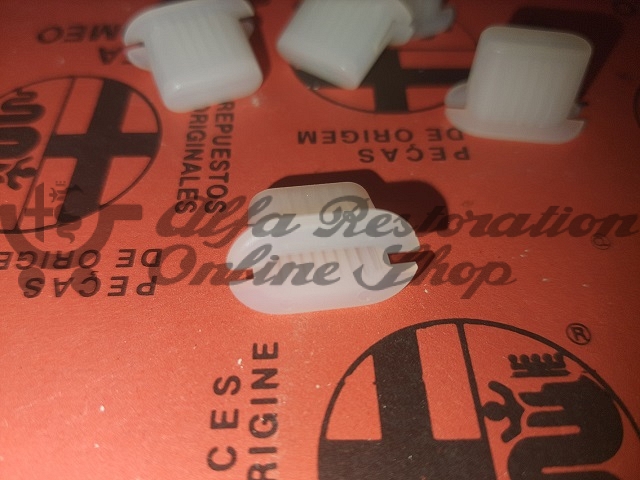 MEO
REPUESTOS
ORIGINALES
PEÇAS
DE ORIGEM
Alfa Restoration
Online Shop
PEÇAS
DE ORIGE
CES
RIGINE
®